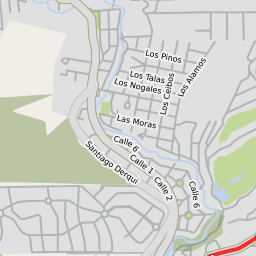 Los Pinos
Los Talas
Los Nogales
Los Ceibos
Los Alamos
Las Moras
Calle 6
Calle 1
Santiago Derqui
Calle 2
Calle 6